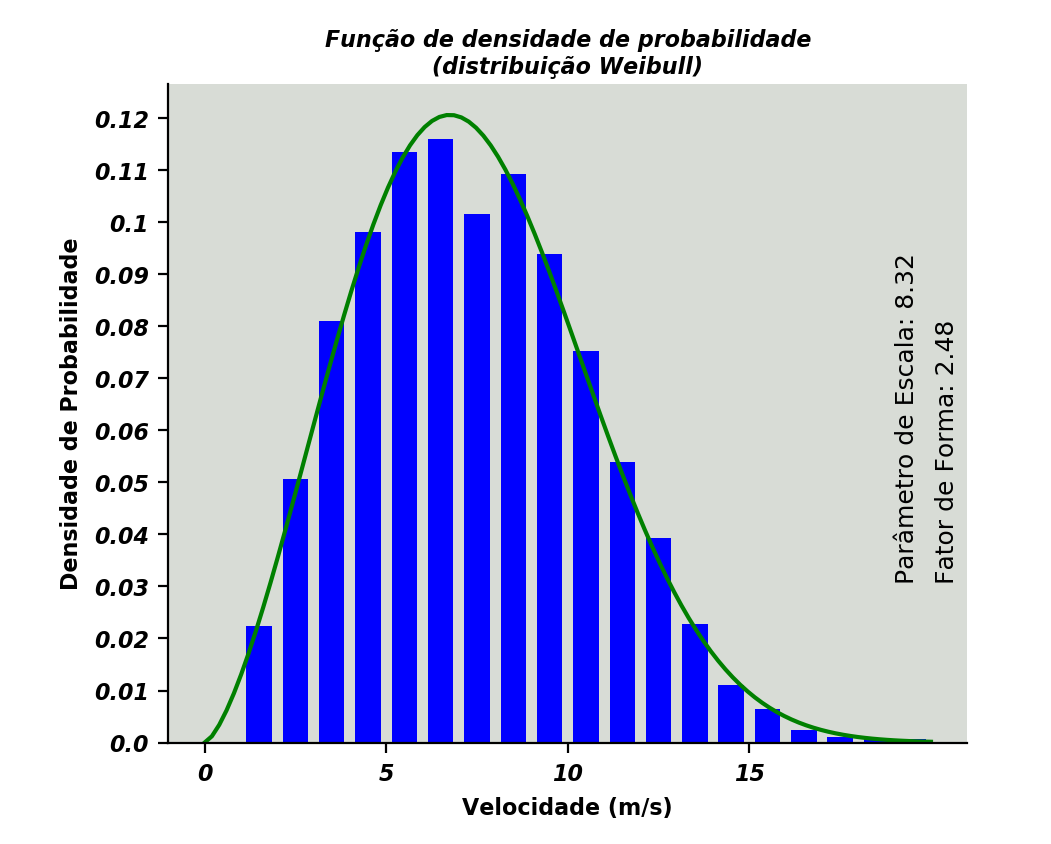 Função de densidade de probabilidade
(distribuição Weibull)
Densidade de Probabilidade
0.12
0.11
0.1
0.09
0.08
0.07
0.06
0.05
0.04
0.03
0.02
0.01
0.0
0 5 10 15
Velocidade (m/s)
Parâmetro de Escala: 8.32
Fator de Forma: 2.48